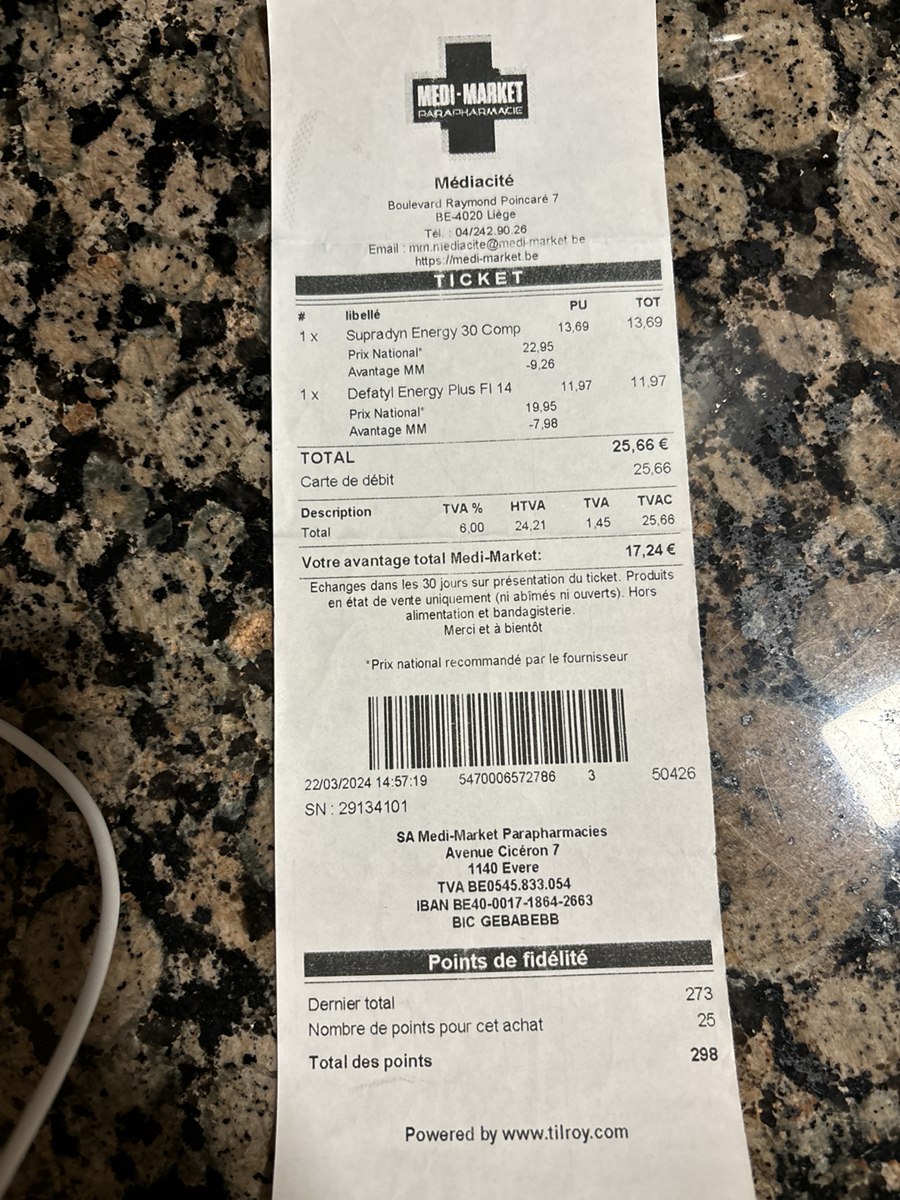 MEDI-MARKET
PARAPHARMACIE
Médiacité
Boulevard Raymond Poincaré 7
BE-4020 Liège
Tél. : 04/242.90.26
Email : mm.mediacite@medi-market.be
https://medi-market.be
TICKET
# libellé PU TOT
1 x Supradyn Energy 30 Comp 13,69 13,69
Prix National* 22,95
Avantage MM -9,26
1 x Defatyl Energy Plus Fl 14 11,97 11,97
Prix National* 19,95
Avantage MM -7,98
TOTAL 25,66 €
Carte de débit 25,66
Description TVA % HTVA TVA TVAC
Total 6,00 24,21 1,45 25,66
Votre avantage total Medi-Market: 17,24 €
Echanges dans les 30 jours sur présentation du ticket. Produits
en état de vente uniquement (ni abîmés ni ouverts). Hors
alimentation et bandagisterie.
Merci et à bientôt
*Prix national recommandé par le fournisseur
22/03/2024 14:57:19 5470006572786 3 50426
SN : 29134101
SA Medi-Market Parapharmacies
Avenue Cicéron 7
1140 Evere
TVA BE0545.833.054
IBAN BE40-0017-1864-2663
BIC GEBABEBB
Points de fidélité
Dernier total 273
Nombre de points pour cet achat 25
Total des points 298
Powered by www.tilroy.com